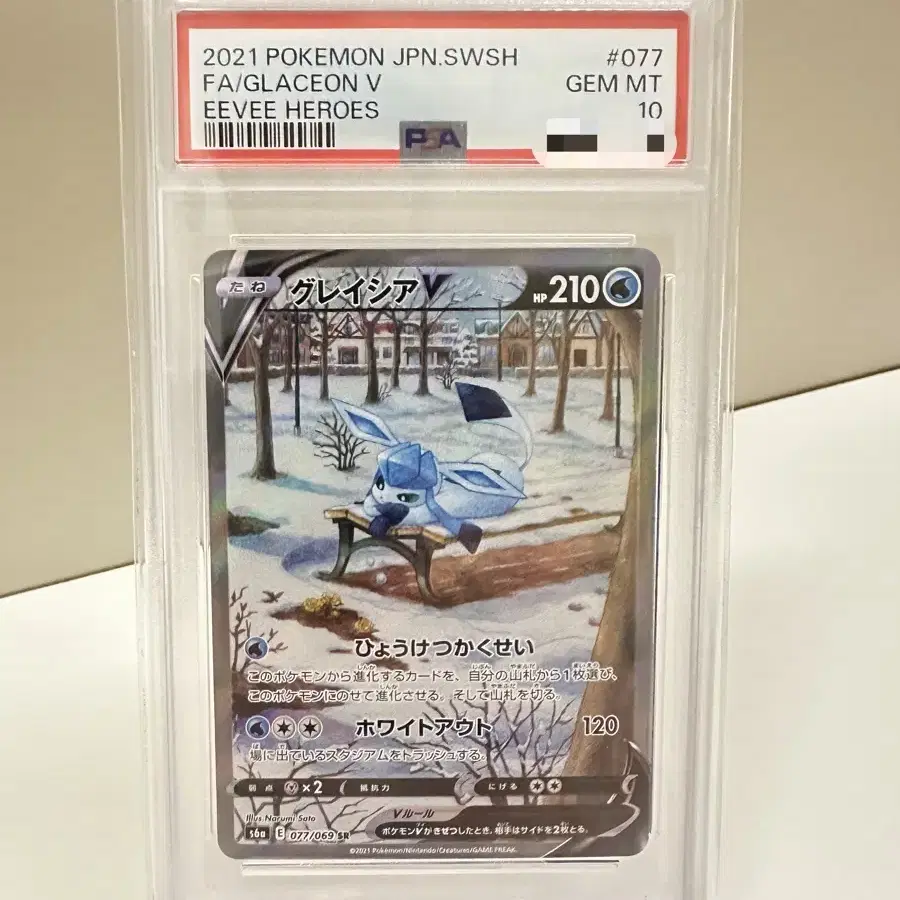 2021 POKEMON JPN.SWSH #077
FA/GLACEON V GEM MT
EEVEE HEROES 10
PSA
たね グレイシアV HP210
ひょうけつかくせい
このポケモンから進化するカードを、自分の山札から1枚選び、
このポケモンにのせて進化させる。そして山札を切る。
ホワイトアウト 120
場に出ているスタジアムをトラッシュする。
弱点 ×2 抵抗力 にげる
Vルール
ポケモンVがきぜつしたとき、相手はサイドを2枚とる。
Illus. Narumi Sato
s6a E 077/069 SR
©2021 Pokémon/Nintendo/Creatures/GAME FREAK.